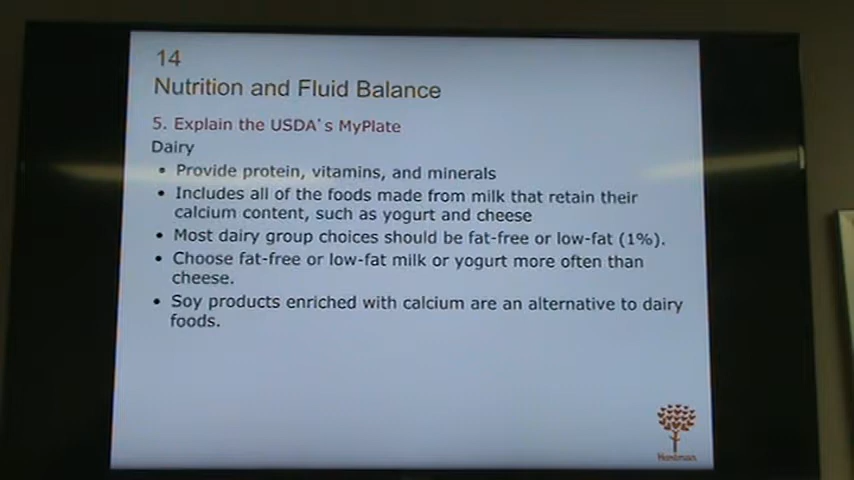 14
Nutrition and Fluid Balance
5. Explain the USDA's MyPlate
Dairy
• Provide protein, vitamins, and minerals
• Includes all of the foods made from milk that retain their
calcium content, such as yogurt and cheese
• Most dairy group choices should be fat-free or low-fat (1%).
• Choose fat-free or low-fat milk or yogurt more often than
cheese.
• Soy products enriched with calcium are an alternative to dairy
foods.
Hartman